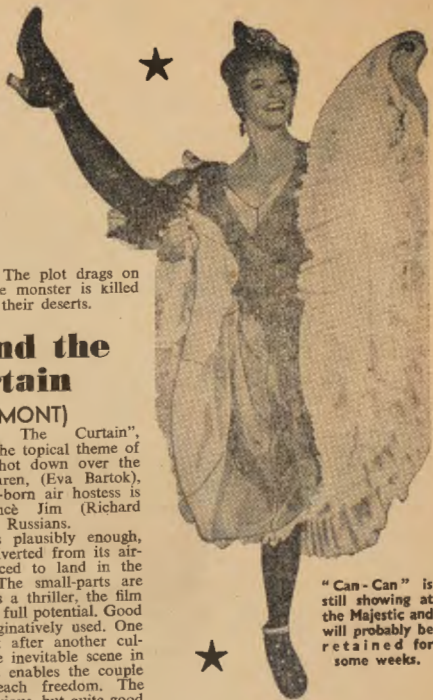 The plot drags on
e monster is killed
their deserts.
nd the
tain
MONT)
The Curtain",
he topical theme of
hot down over the
aren, (Eva Bartok),
-born air hostess is
ncè Jim (Richard
Russians.
s plausibly enough,
verted from its air-
ced to land in the
The small-parts are
s a thriller, the film
full potential. Good
ginatively used. One
after another cul-
e inevitable scene in
enables the couple
each freedom. The
but quite good
"Can-Can" is
still showing at
the Majestic and
will probably be
retained for
some weeks.